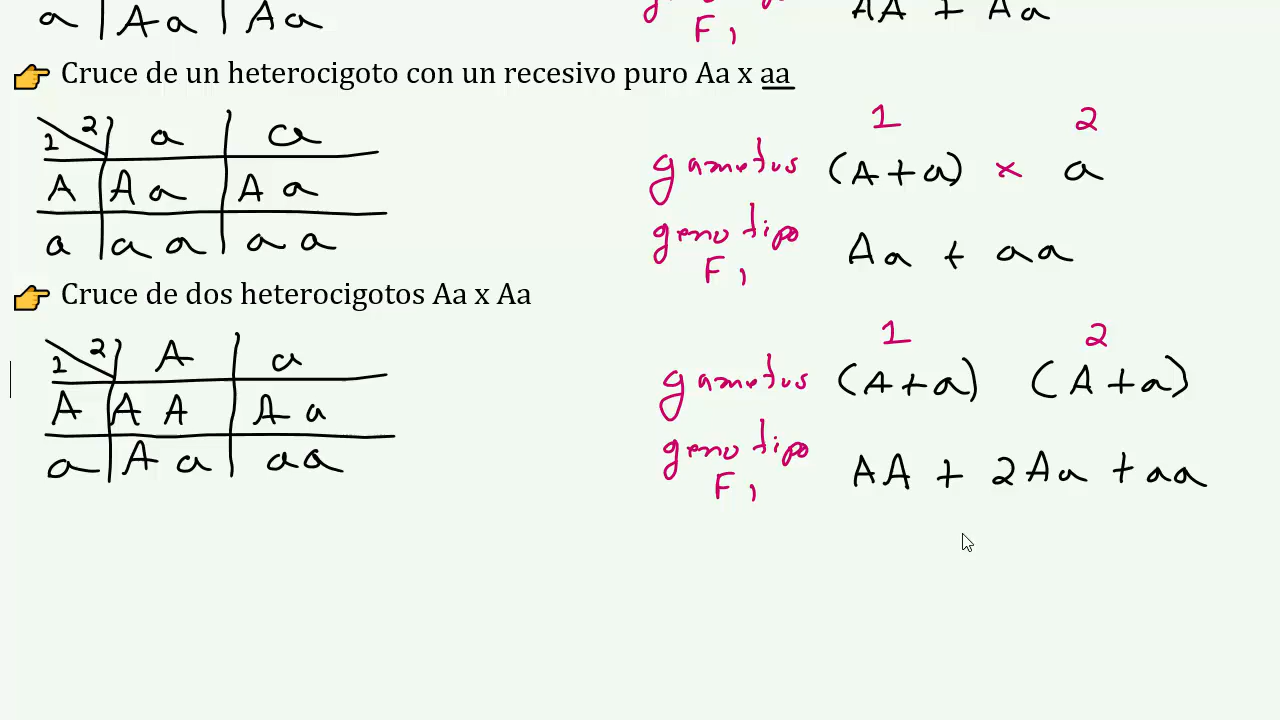 a Aa Aa
AA + Aa
F1
👉 Cruce de un heterocigoto con un recesivo puro Aa x aa
1 2 a a
A Aa Aa
a aa aa
1 2
gametos (A+a) x a
genotipo Aa + aa
F1
👉 Cruce de dos heterocigotos Aa x Aa
1 2 A a
A AA Aa
a Aa aa
1 2
gametos (A+a) (A+a)
genotipo AA + 2Aa + aa
F1